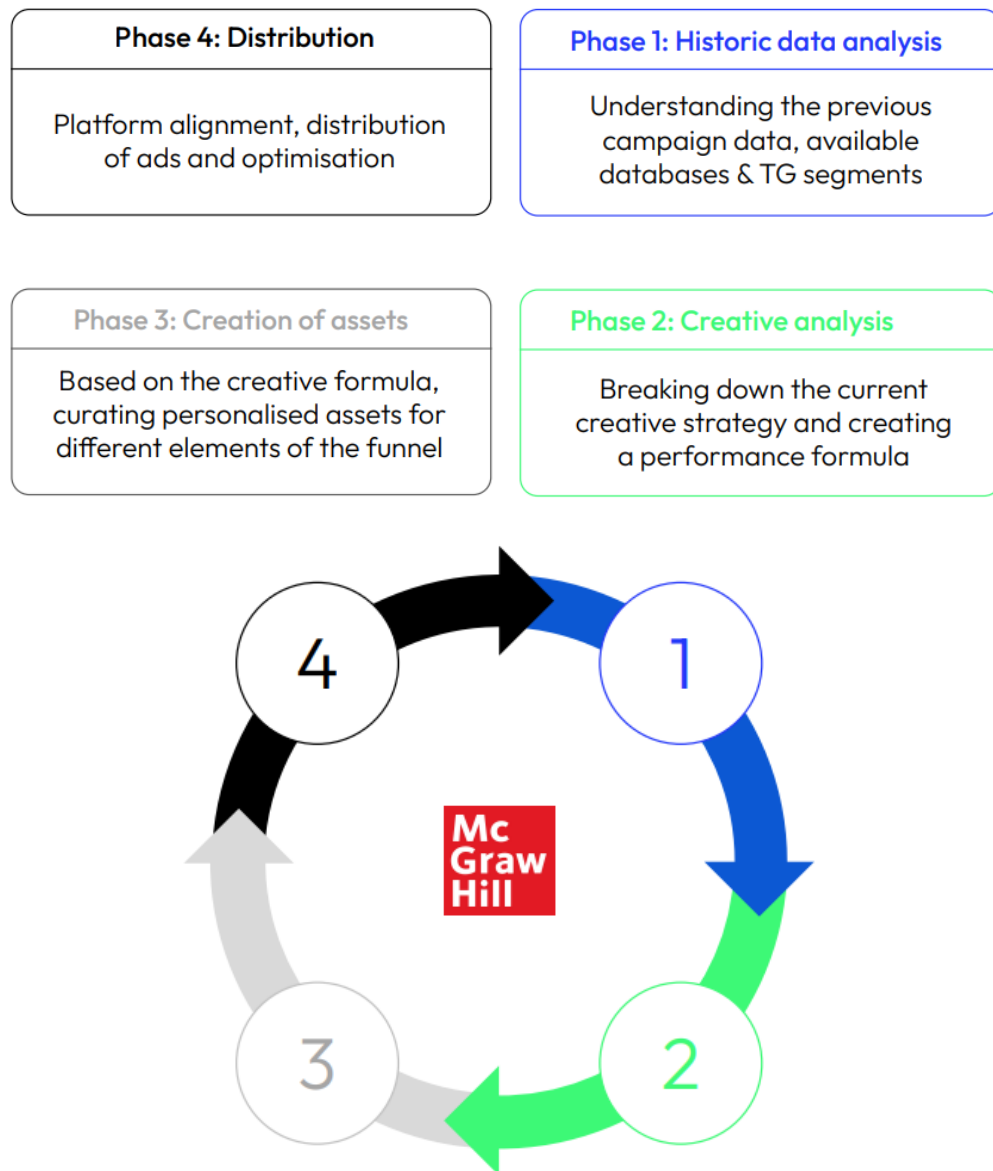 Phase 4: Distribution
Platform alignment, distribution
of ads and optimisation
Phase 1: Historic data analysis
Understanding the previous
campaign data, available
databases & TG segments
Phase 3: Creation of assets
Based on the creative formula,
curating personalised assets for
different elements of the funnel
Phase 2: Creative analysis
Breaking down the current
creative strategy and creating
a performance formula
4
1
Mc
Graw
Hill
3
2